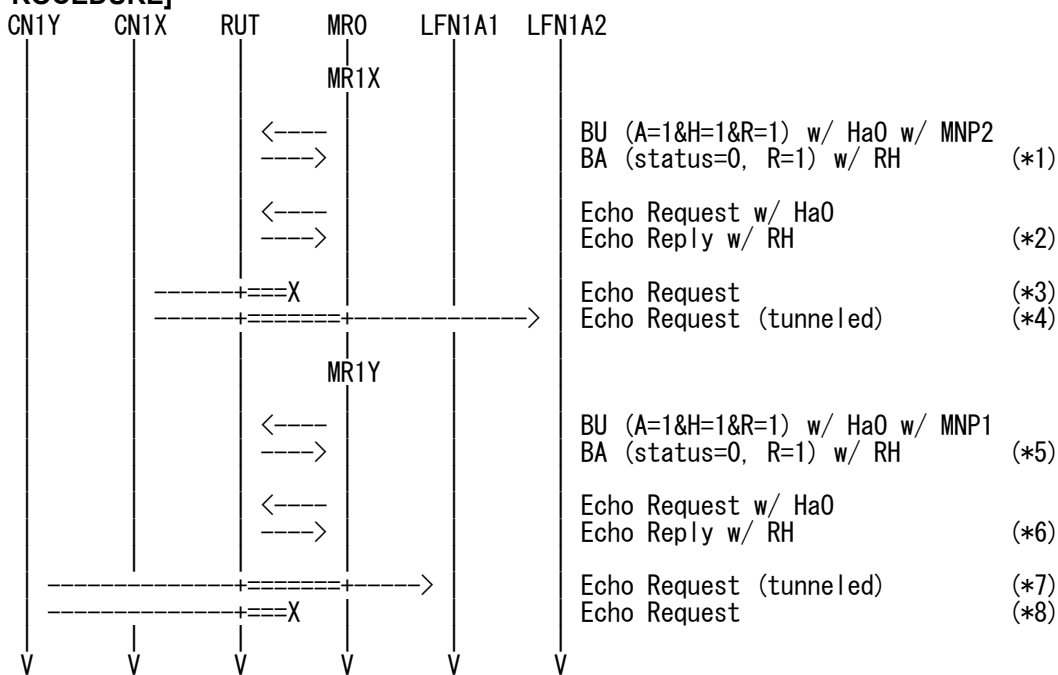 ROCEDURE]
CN1Y CN1X RUT MR0 LFN1A1 LFN1A2
MR1X
<---- BU (A=1&H=1&R=1) w/ HaO w/ MNP2
----> BA (status=0, R=1) w/ RH (*1)
<---- Echo Request w/ HaO
----> Echo Reply w/ RH (*2)
------+===X Echo Request (*3)
------+=======+--------------> Echo Request (tunneled) (*4)
MR1Y
<---- BU (A=1&H=1&R=1) w/ HaO w/ MNP1
----> BA (status=0, R=1) w/ RH (*5)
<---- Echo Request w/ HaO
----> Echo Reply w/ RH (*6)
--------------+=======+-----> Echo Request (tunneled) (*7)
--------------+===X Echo Request (*8)
V V V V V V